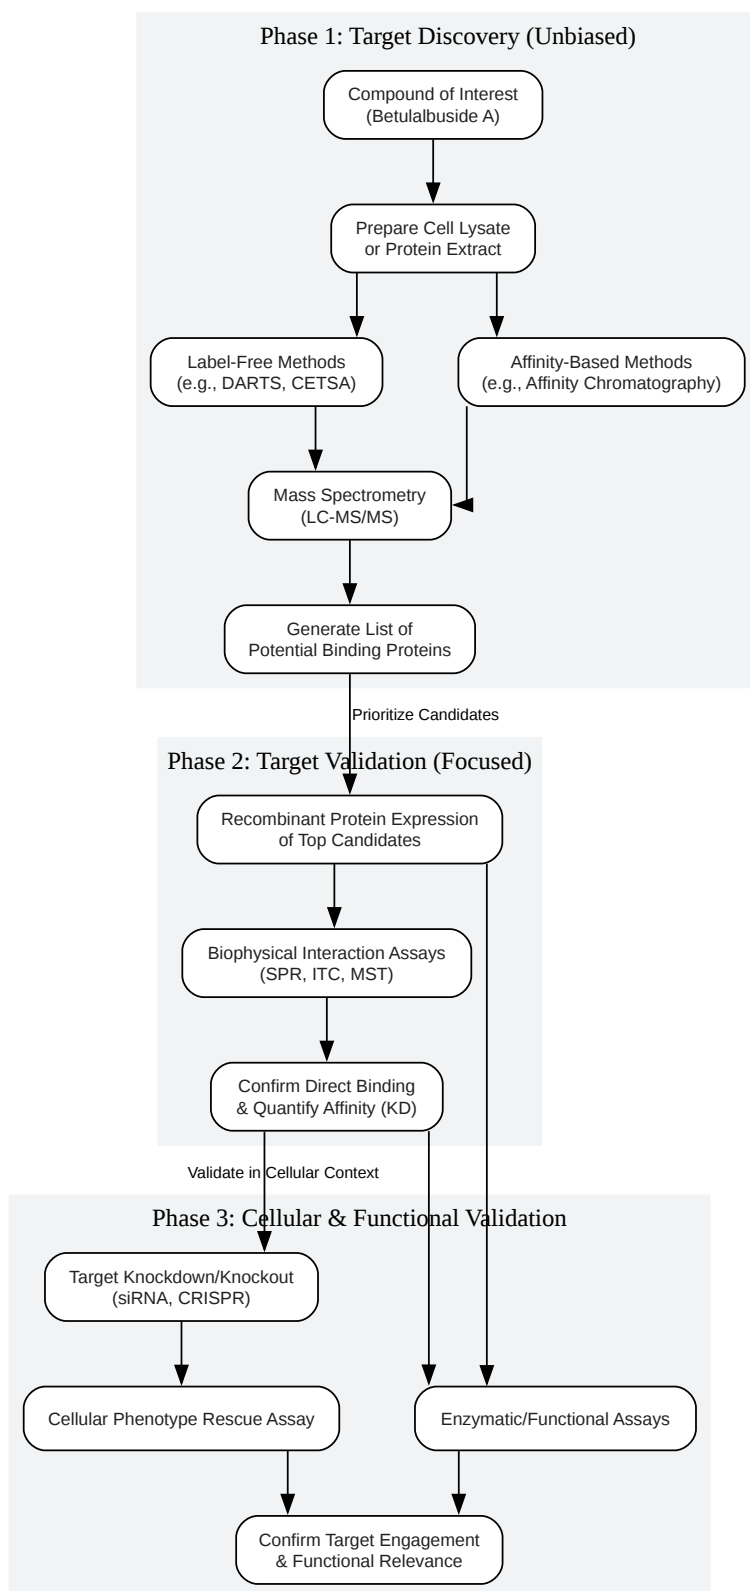 Phase 1: Target Discovery (Unbiased)
Compound of Interest
(Betulalbuside A)
Prepare Cell Lysate
or Protein Extract
Label-Free Methods
(e.g., DARTS, CETSA)
Affinity-Based Methods
(e.g., Affinity Chromatography)
Mass Spectrometry
(LC-MS/MS)
Generate List of
Potential Binding Proteins
Prioritize Candidates
Phase 2: Target Validation (Focused)
Recombinant Protein Expression
of Top Candidates
Biophysical Interaction Assays
(SPR, ITC, MST)
Confirm Direct Binding
& Quantify Affinity (KD)
Validate in Cellular Context
Phase 3: Cellular & Functional Validation
Target Knockdown/Knockout
(siRNA, CRISPR)
Cellular Phenotype Rescue Assay
Enzymatic/Functional Assays
Confirm Target Engagement
& Functional Relevance